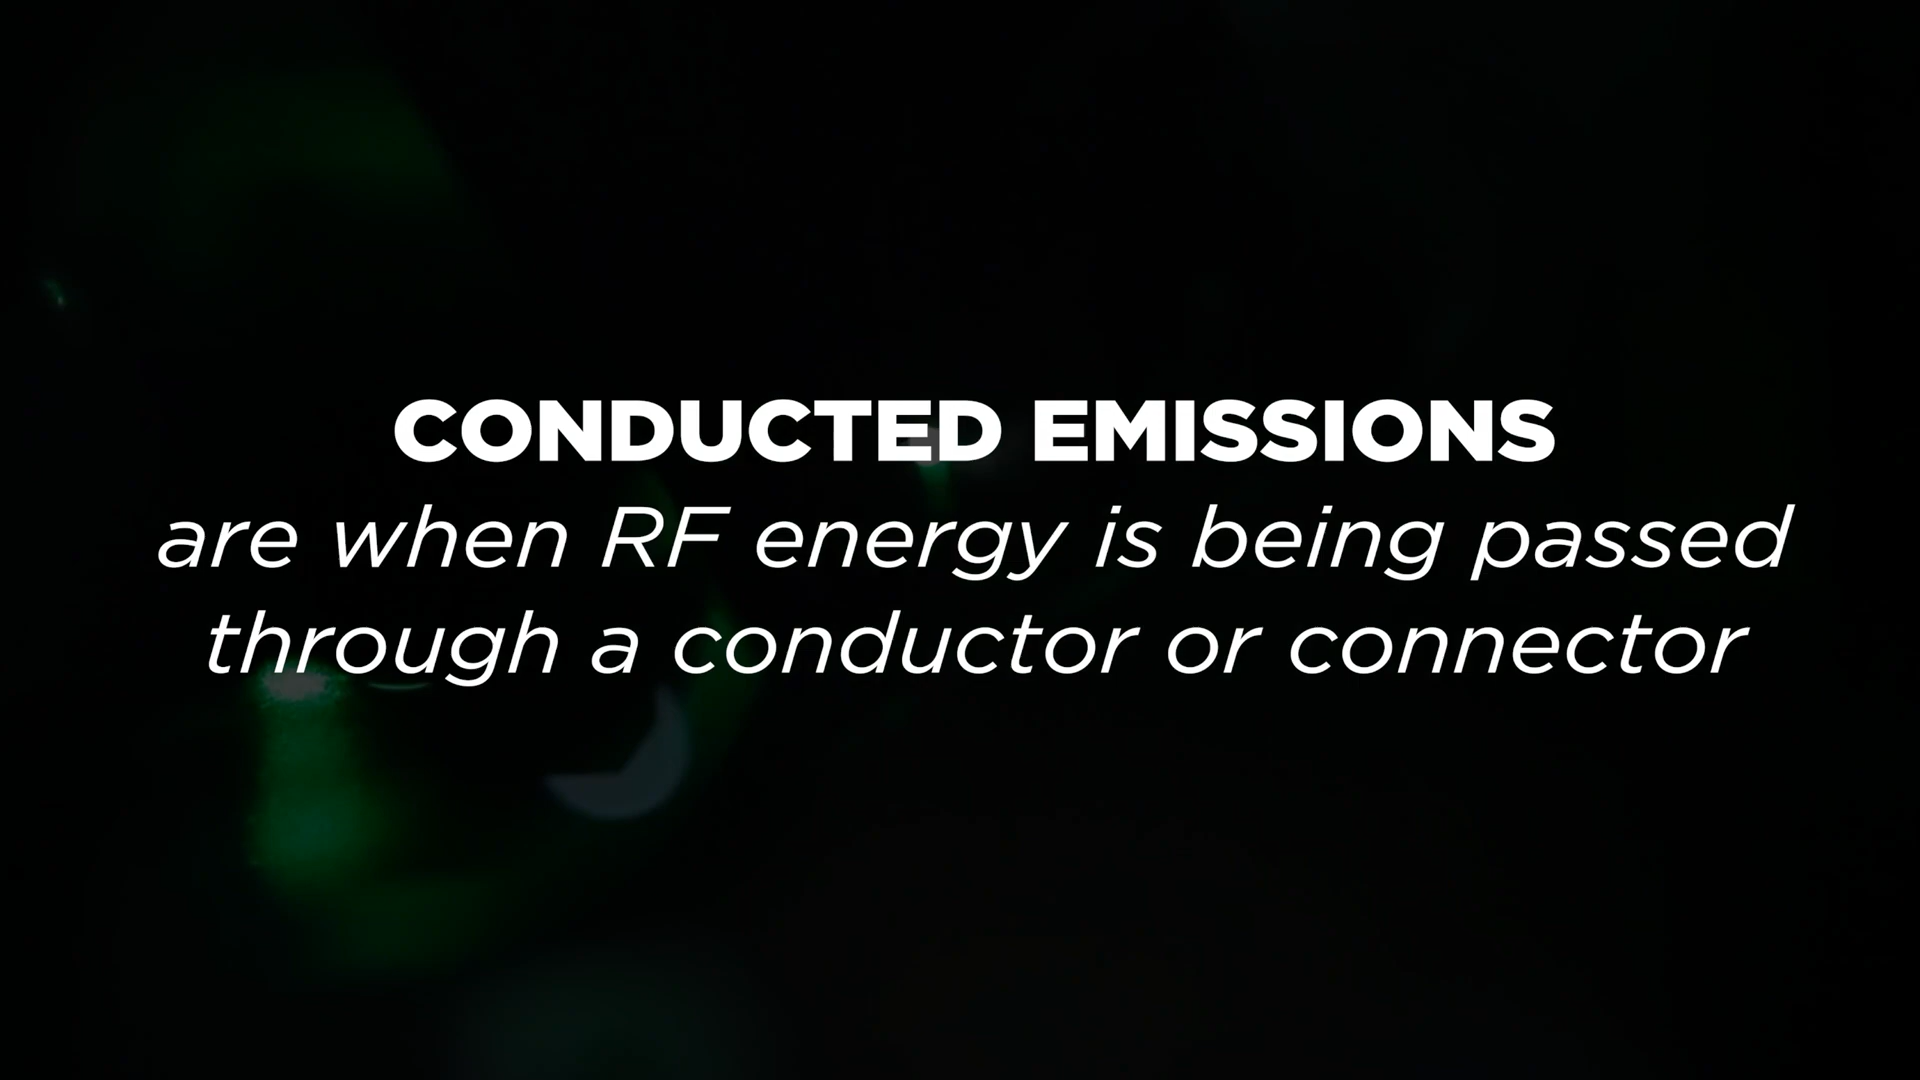 CONDUCTED EMISSIONS
are when RF energy is being passed
through a conductor or connector